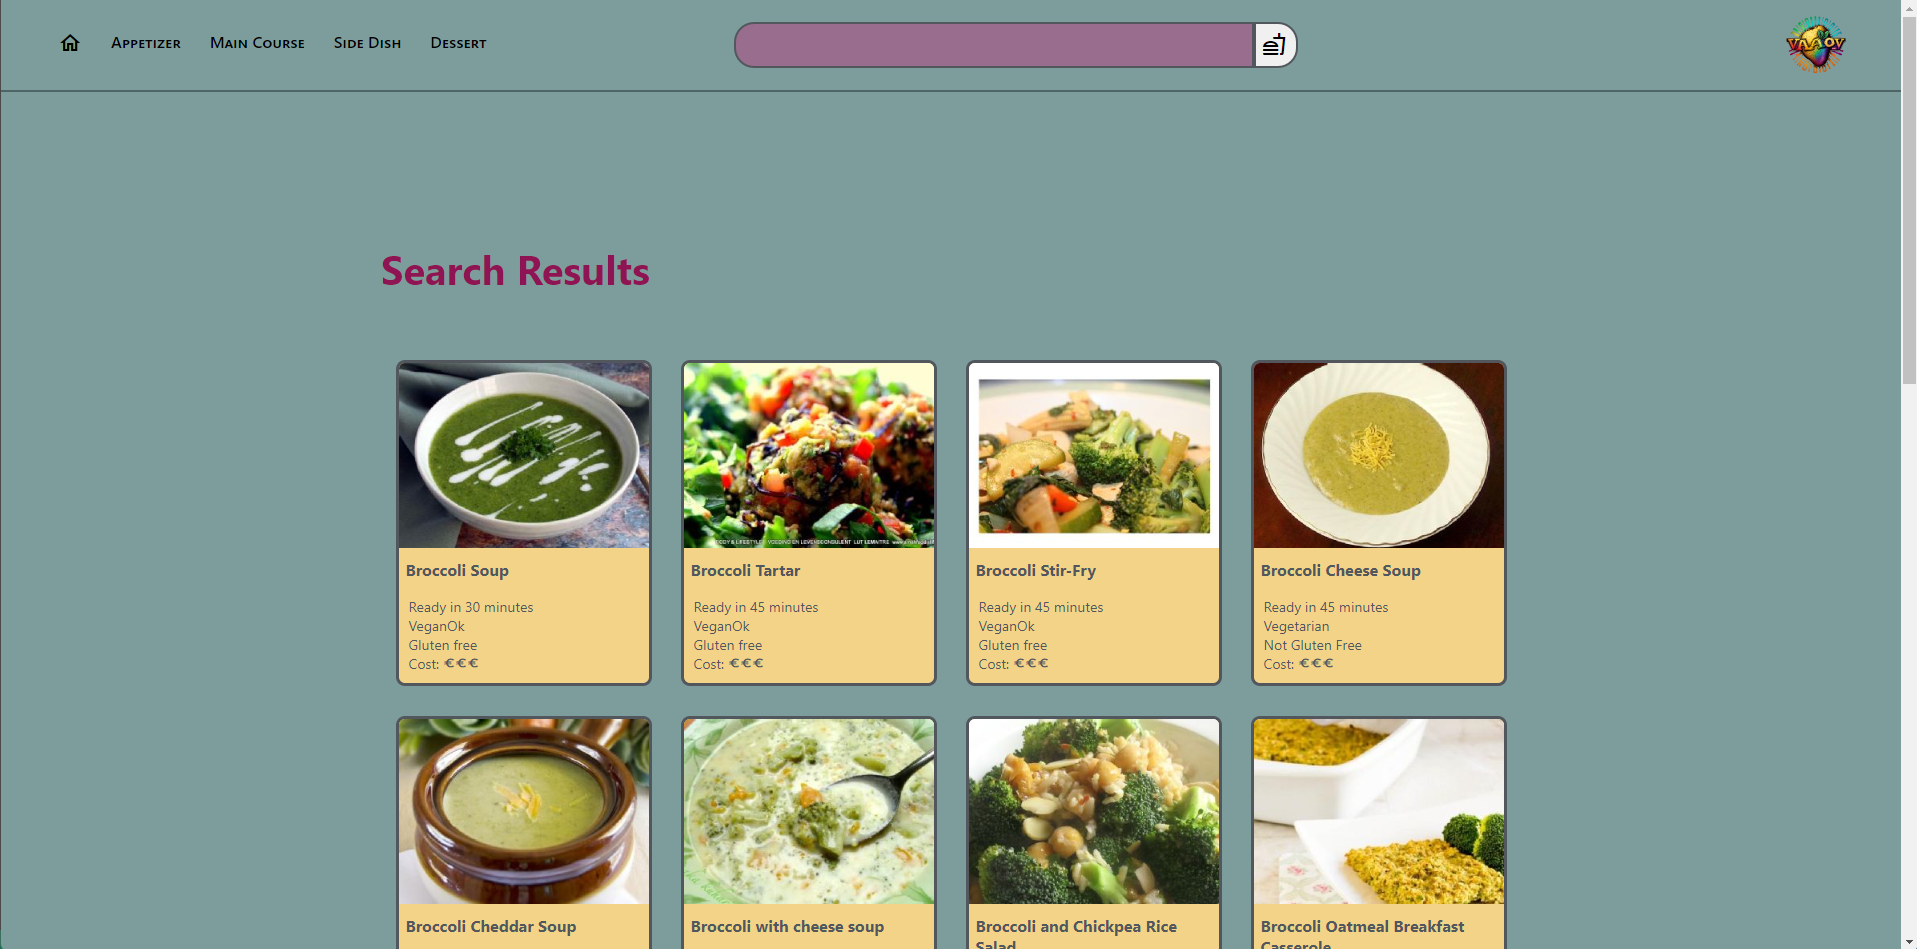 Appetizer
Main Course
Side Dish
Dessert
VAAOV
Search Results
Broccoli Soup
Ready in 30 minutes
VeganOk
Gluten free
Cost: €€€
Broccoli Tartar
Ready in 45 minutes
VeganOk
Gluten free
Cost: €€€
Broccoli Stir-Fry
Ready in 45 minutes
VeganOk
Gluten free
Cost: €€€
Broccoli Cheese Soup
Ready in 45 minutes
Vegetarian
Not Gluten Free
Cost: €€€
Broccoli Cheddar Soup
Broccoli with cheese soup
Broccoli and Chickpea Rice
Salad
Broccoli Oatmeal Breakfast
Casserole